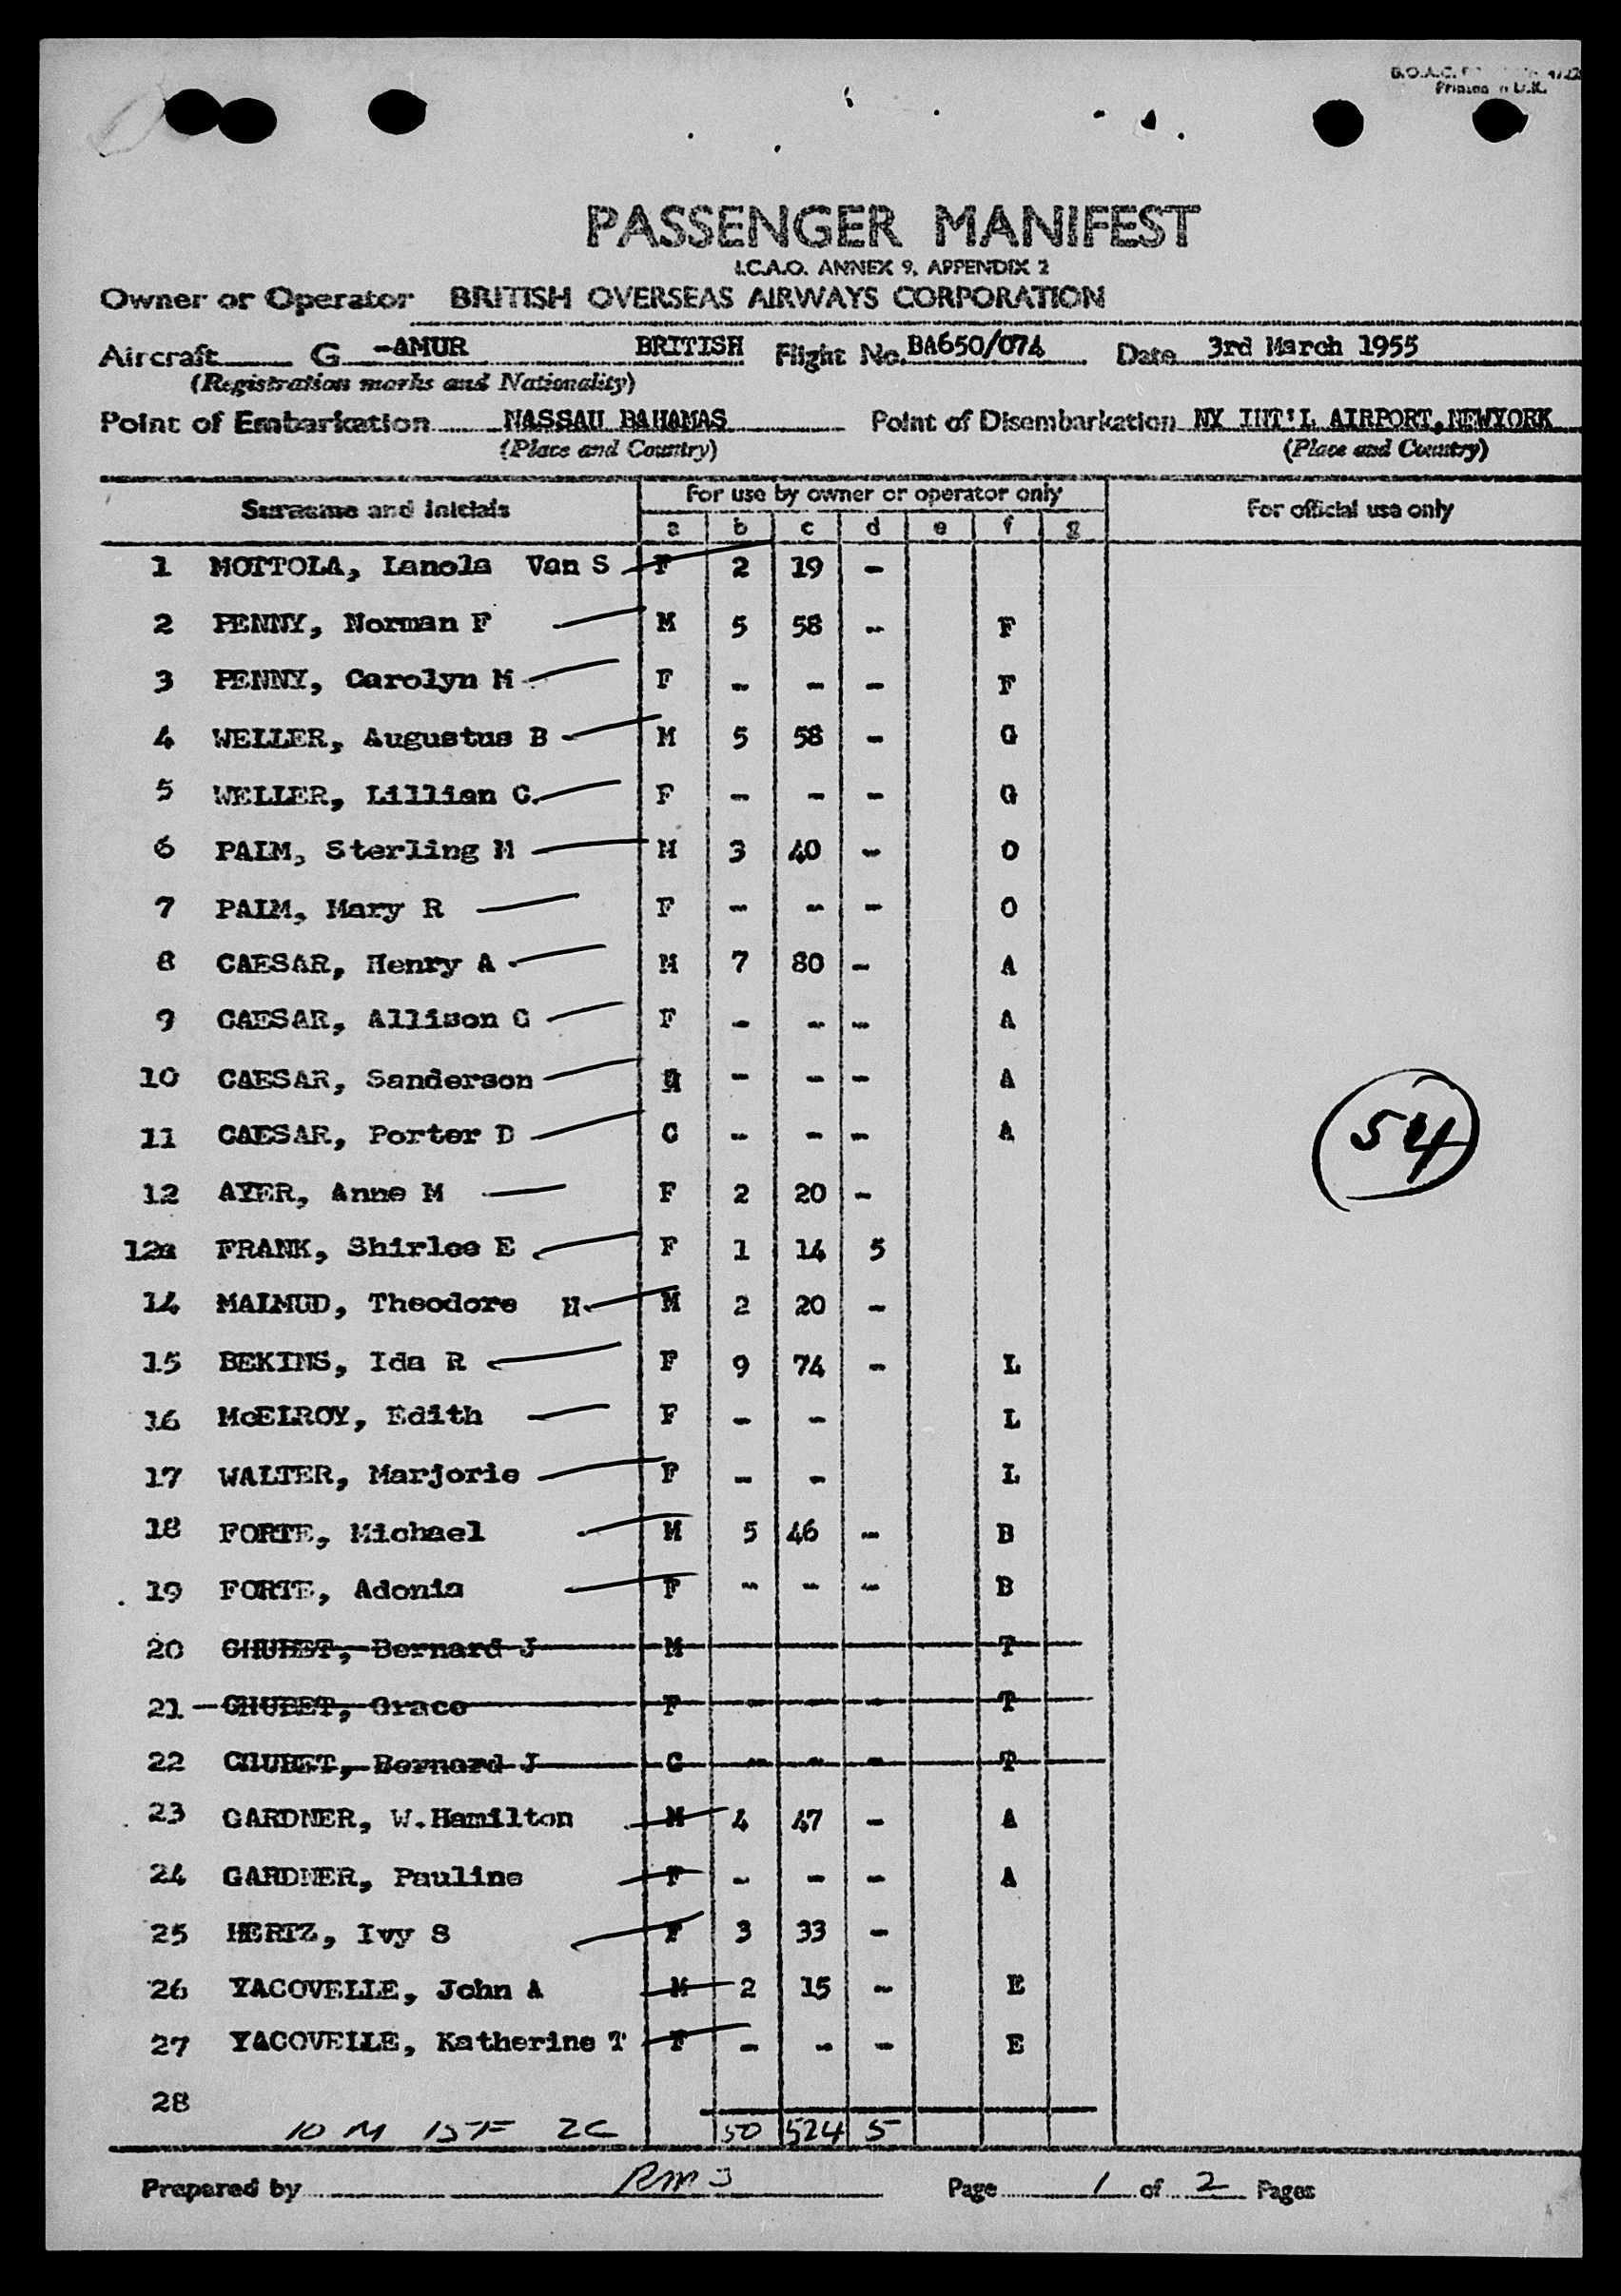 B.O.A.C.
Printed in U.K.
PASSENGER MANIFEST
I.C.A.O. ANNEX 9, APPENDIX 2
Owner or Operator BRITISH OVERSEAS AIRWAYS CORPORATION
Aircraft G -AMUR BRITISH Flight No. BA650/074 Date 3rd March 1955
(Registration marks and Nationality)
Point of Embarkation NASSAU BAHAMAS Point of Disembarkation NY INT'L AIRPORT, NEWYORK
(Place and Country) (Place and Country)
Surname and initials For use by owner or operator only For official use only
a b c d e f g
1 MOTTOLA, Lanola Van S F 2 19 -
2 PENNY, Norman F M 5 58 - F
3 PENNY, Carolyn M F - - - F
4 WELLER, Augustus B M 5 58 - G
5 WELLER, Lillian C. F - - - G
6 PALM, Sterling M M 3 40 - O
7 PALM, Mary R F - - - O
8 CAESAR, Henry A M 7 80 - A
9 CAESAR, Allison C F - - - A
10 CAESAR, Sanderson - - - A
11 CAESAR, Porter D C - - - A
54
12 AYER, Anne M F 2 20 -
12a FRANK, Shirlee E F 1 14 5
14 MALMUD, Theodore H M 2 20 -
15 BEKINS, Ida R F 9 74 - L
16 McELROY, Edith F - - L
17 WALTER, Marjorie F - - L
18 FORTE, Michael M 5 46 - B
19 FORTE, Adonia F - - - B
20 CHUBET, Bernard J M T
21 CHUBET, Grace F - - - T
22 CHUBET, Bernard J C - - - T
23 GARDNER, W.Hamilton M 4 47 - A
24 GARDNER, Pauline F - - - A
25 HERTZ, Ivy S F 3 33 -
26 YACOVELLE, John A M 2 15 - E
27 YACOVELLE, Katherine T F - - - E
28
10 M 15F 2C 50 524 5
Prepared by RMJ Page 1 of 2 Pages